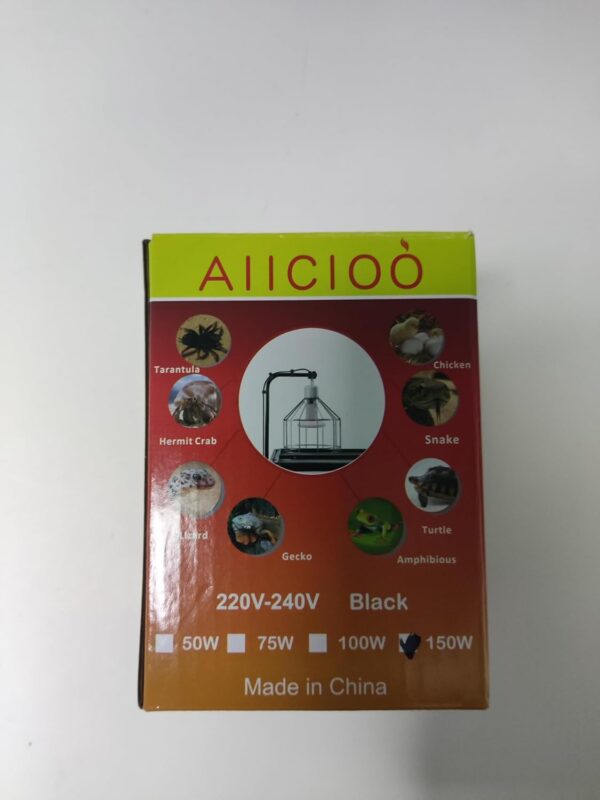 AIICIOO
Tarantula
Chicken
Hermit Crab
Snake
Lizard
Turtle
Gecko
Amphibious
220V-240V Black
50W 75W 100W 150W
Made in China